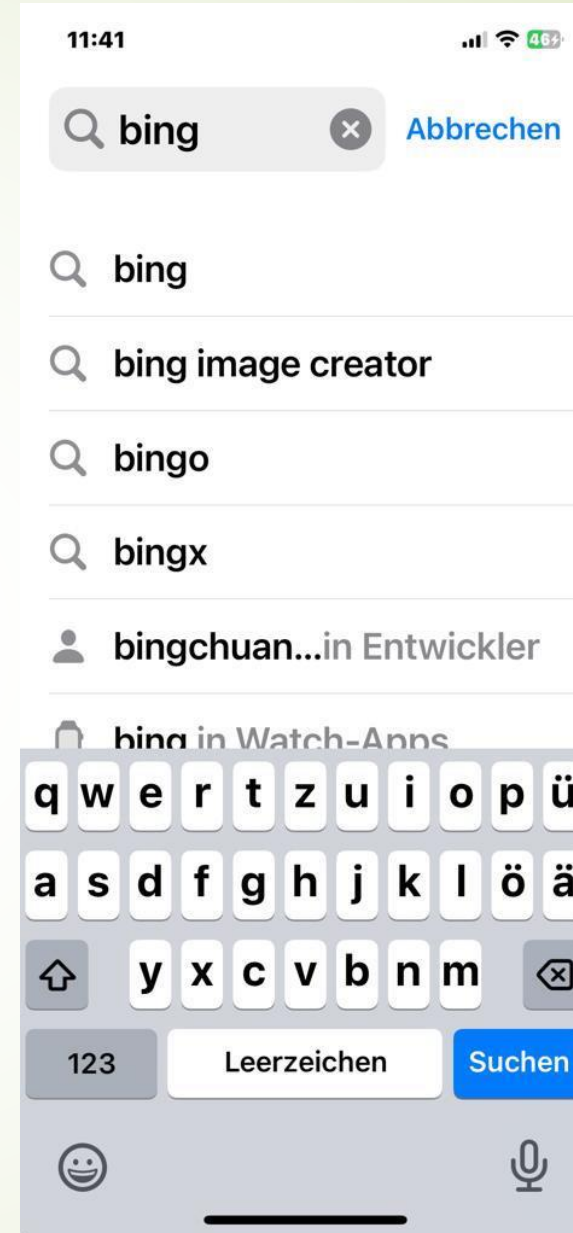 11:41
46
bing Abbrechen
bing
bing image creator
bingo
bingx
bingchuan...in Entwickler
bing in Watch-Apps
q w e r t z u i o p ü
a s d f g h j k l ö ä
y x c v b n m
123 Leerzeichen Suchen